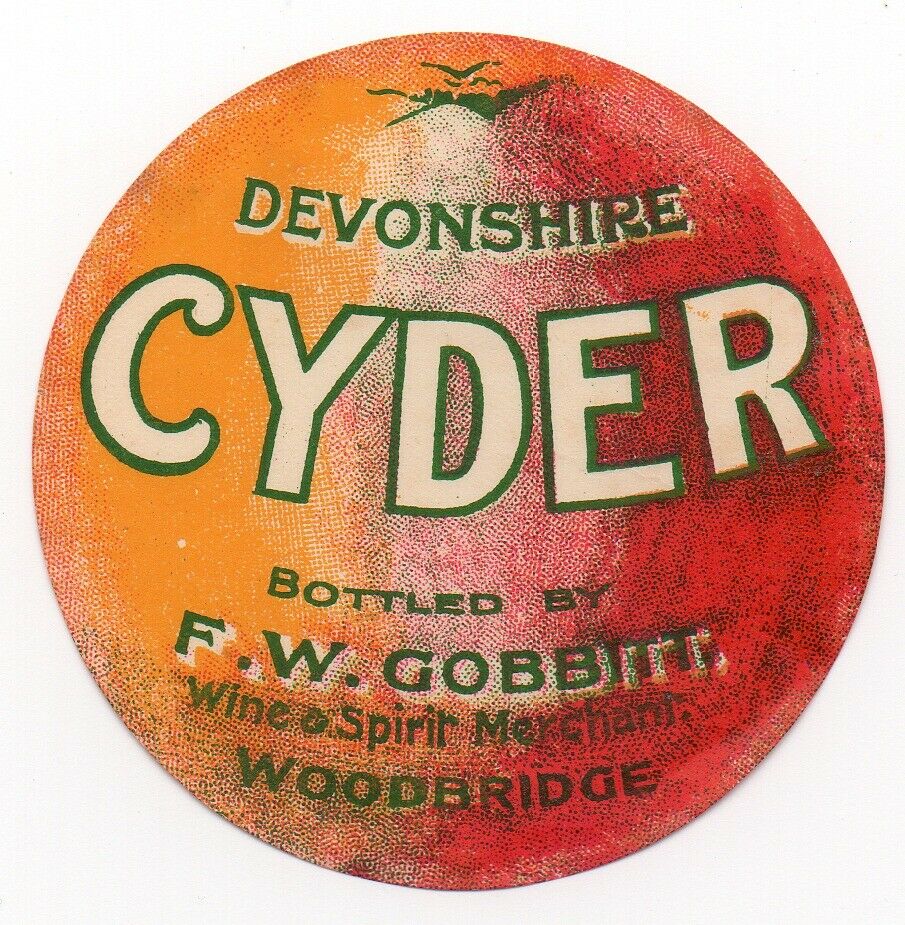 DEVONSHIRE
CYDER
BOTTLED BY
F. W. GOBBITT,
Wine & Spirit Merchant.
WOODBRIDGE